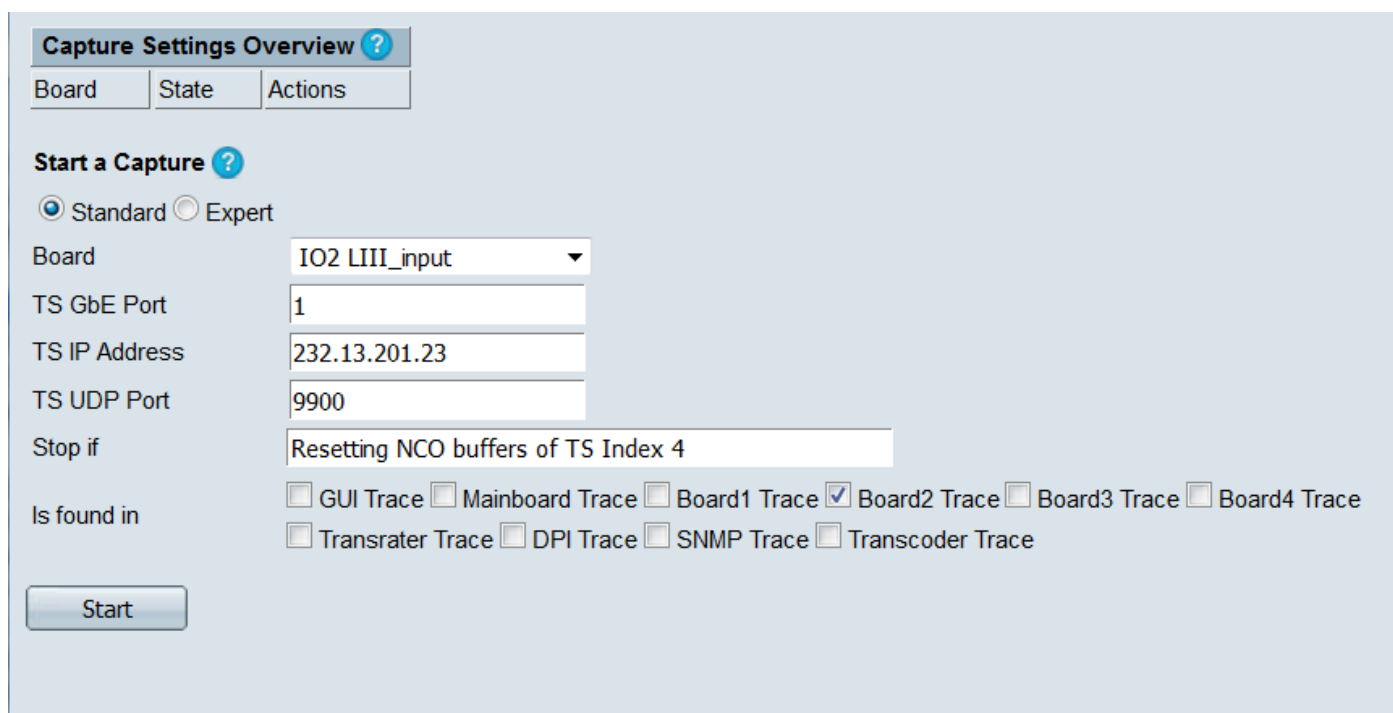 Capture Settings Overview ?
Board State Actions
Start a Capture ?
Standard Expert
Board IO2 LIII_input
TS GbE Port 1
TS IP Address 232.13.201.23
TS UDP Port 9900
Stop if Resetting NCO buffers of TS Index 4
Is found in GUI Trace Mainboard Trace Board1 Trace Board2 Trace Board3 Trace Board4 Trace
Transrater Trace DPI Trace SNMP Trace Transcoder Trace
Start